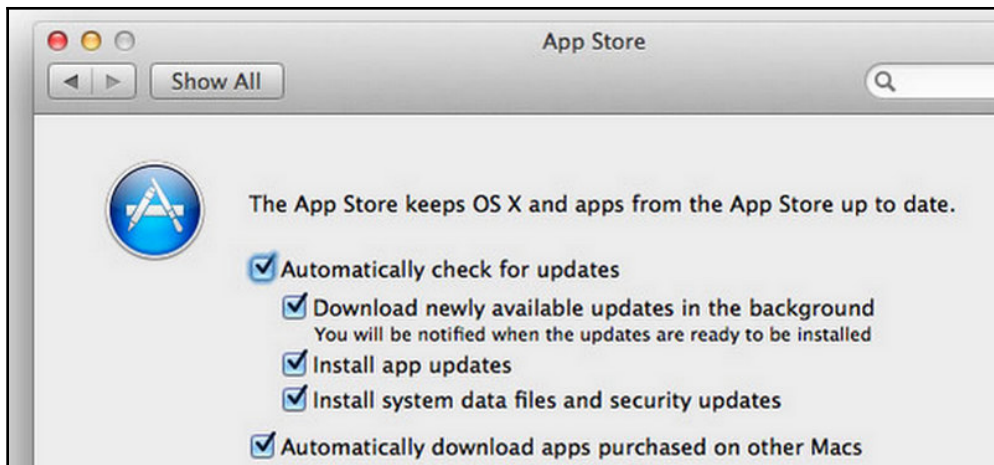 App Store
Show All
The App Store keeps OS X and apps from the App Store up to date.
Automatically check for updates
Download newly available updates in the background
You will be notified when the updates are ready to be installed
Install app updates
Install system data files and security updates
Automatically download apps purchased on other Macs